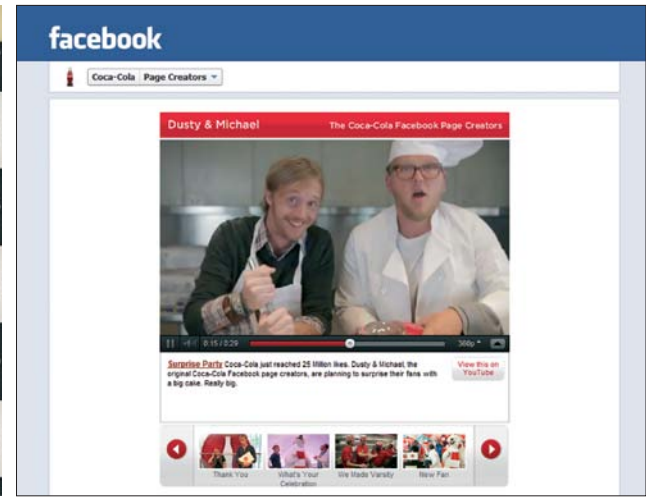 facebook
Coca-Cola Page Creators
Dusty & Michael The Coca-Cola Facebook Page Creators
0:15 / 0:29 360p
Surprise Party Coca-Cola just reached 25 Million likes. Dusty & Michael, the
original Coca-Cola Facebook page creators, are planning to surprise their fans with
a big cake. Really big.
View this on
YouTube
Thank You What's Your We Made Varsity New Fan
Celebration